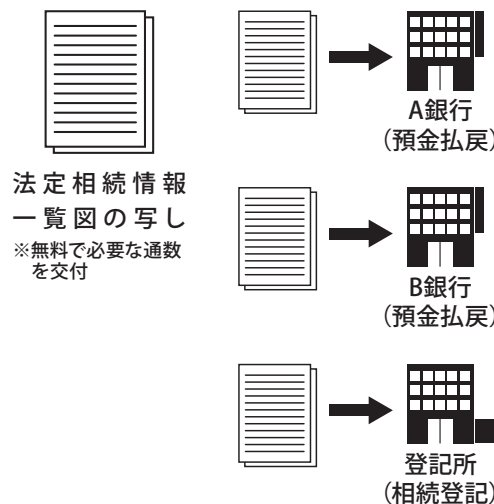 法定相続情報
一覧図の写し
※無料で必要な通数
を交付
A銀行
(預金払戻)
B銀行
(預金払戻)
登記所
(相続登記)